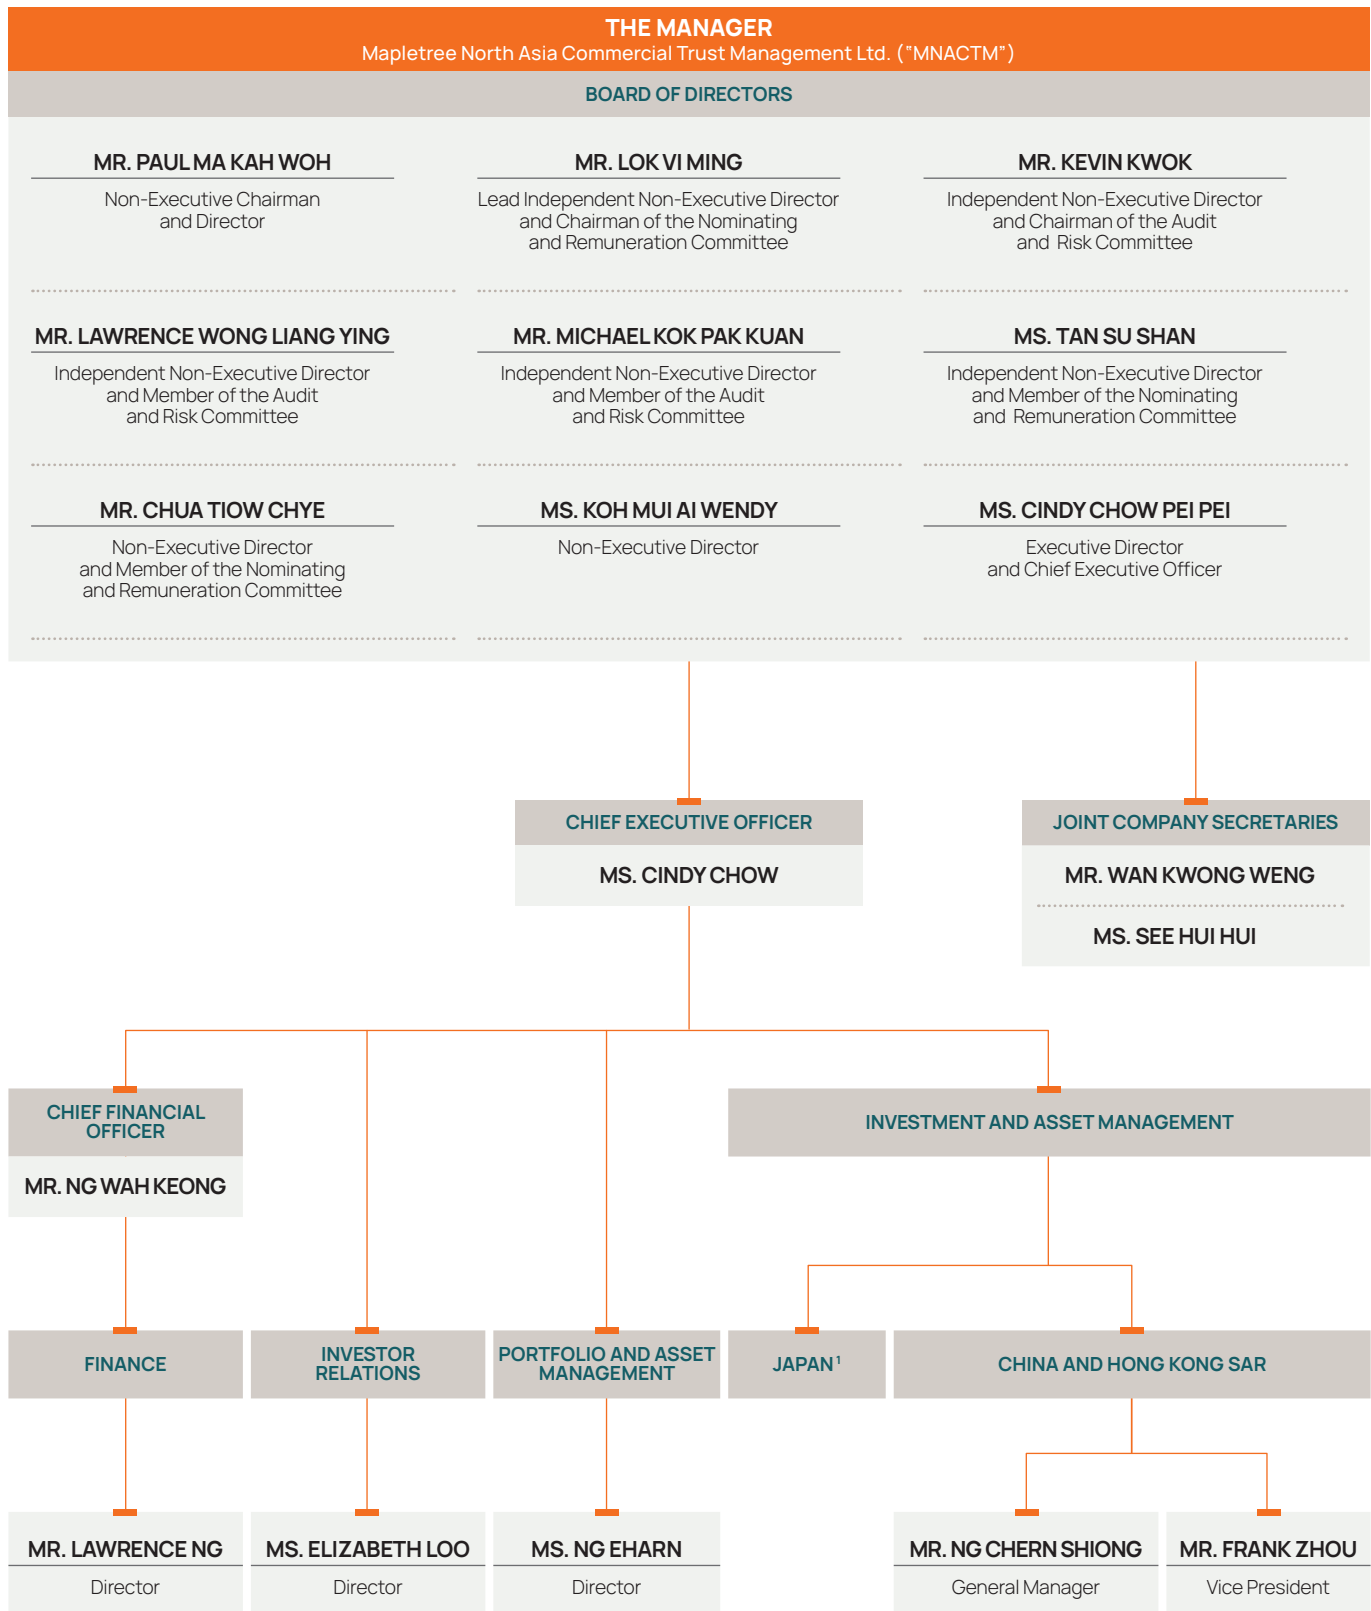 THE MANAGER
Mapletree North Asia Commercial Trust Management Ltd. (“MNACTM”)
BOARD OF DIRECTORS
MR. PAUL MA KAH WOH
Non-Executive Chairman
and Director
MR. LOK VI MING
Lead Independent Non-Executive Director
and Chairman of the Nominating
and Remuneration Committee
MR. KEVIN KWOK
Independent Non-Executive Director
and Chairman of the Audit
and Risk Committee
MR. LAWRENCE WONG LIANG YING
Independent Non-Executive Director
and Member of the Audit
and Risk Committee
MR. MICHAEL KOK PAK KUAN
Independent Non-Executive Director
and Member of the Audit
and Risk Committee
MS. TAN SU SHAN
Independent Non-Executive Director
and Member of the Nominating
and Remuneration Committee
MR. CHUA TIOW CHYE
Non-Executive Director
and Member of the Nominating
and Remuneration Committee
MS. KOH MUI AI WENDY
Non-Executive Director
MS. CINDY CHOW PEI PEI
Executive Director
and Chief Executive Officer
CHIEF EXECUTIVE OFFICER
MS. CINDY CHOW
JOINT COMPANY SECRETARIES
MR. WAN KWONG WENG
MS. SEE HUI HUI
CHIEF FINANCIAL
OFFICER
MR. NG WAH KEONG
INVESTMENT AND ASSET MANAGEMENT
FINANCE
INVESTOR
RELATIONS
PORTFOLIO AND ASSET
MANAGEMENT
JAPAN¹
CHINA AND HONG KONG SAR
MR. LAWRENCE NG
Director
MS. ELIZABETH LOO
Director
MS. NG EHARN
Director
MR. NG CHERN SHIONG
General Manager
MR. FRANK ZHOU
Vice President